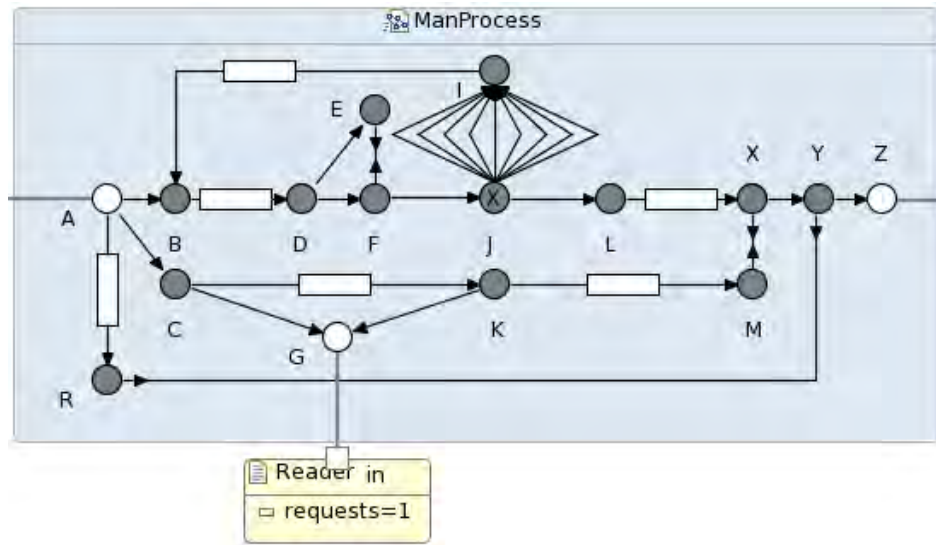 ManProcess
I
E
X Y Z
X
A
B D F J L
C K M
G
R
Reader in
requests=1